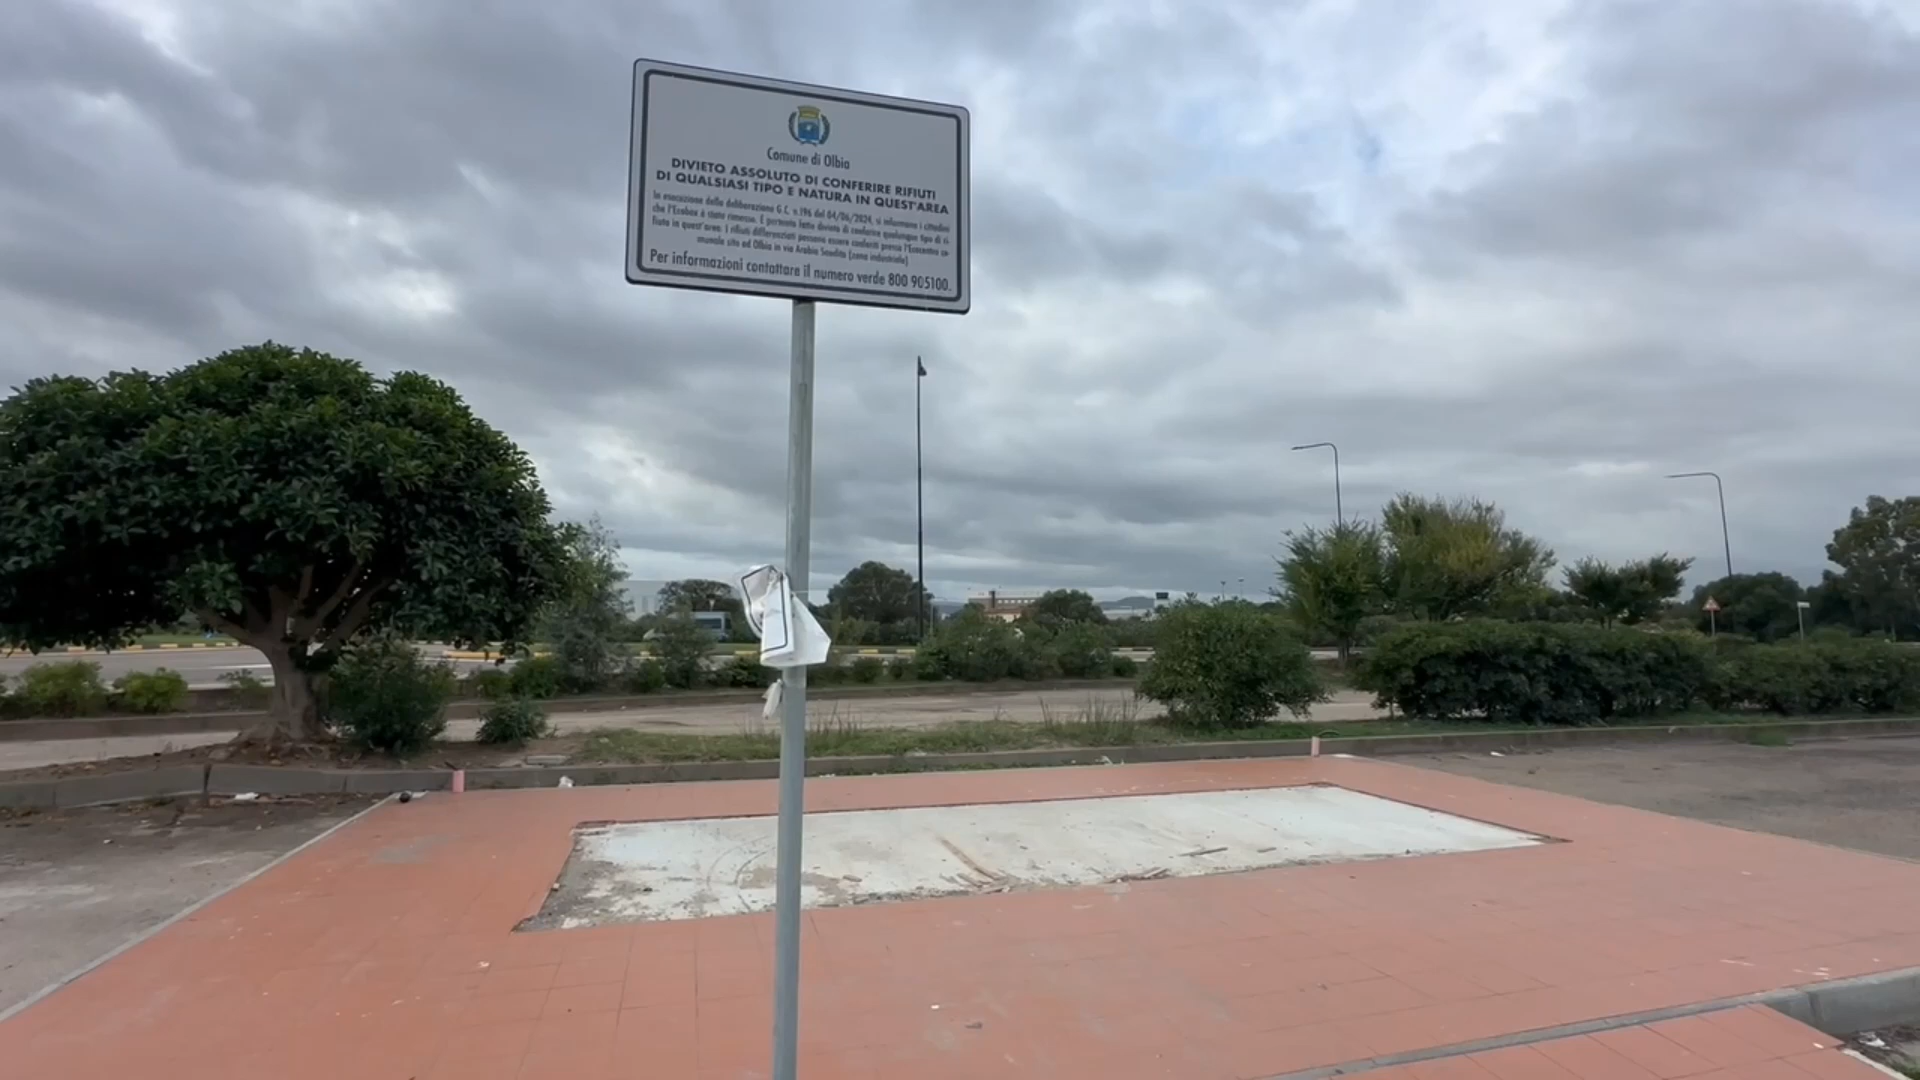 Comune di Olbia
DIVIETO ASSOLUTO DI CONFERIRE RIFIUTI
DI QUALSIASI TIPO E NATURA IN QUEST'AREA
In esecuzione della deliberazione G.C. n.196 del 04/06/2024, si informano i cittadini
che l'Ecobox è stato rimosso. È pertanto fatto divieto di conferire qualunque tipo di ri
fiuto in quest'area. I rifiuti differenziati possono essere conferiti presso l'Ecocentro co-
munale sito ad Olbia in via Arabia Saudita (zona industriale)
Per informazioni contattare il numero verde 800 905100.